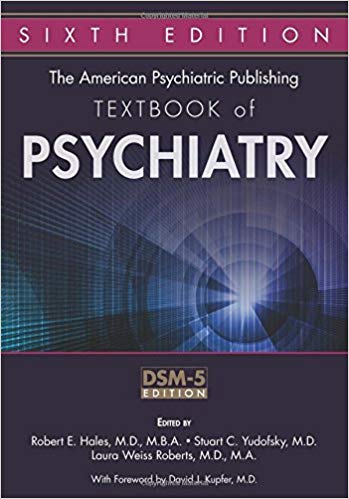 SIXTH EDITION
The American Psychiatric Publishing
TEXTBOOK of
PSYCHIATRY
DSM-5
EDITION
EDITED BY
Robert E. Hales, M.D., M.B.A. • Stuart C. Yudofsky, M.D.
Laura Weiss Roberts, M.D., M.A.
With Foreword by David J. Kupfer, M.D.